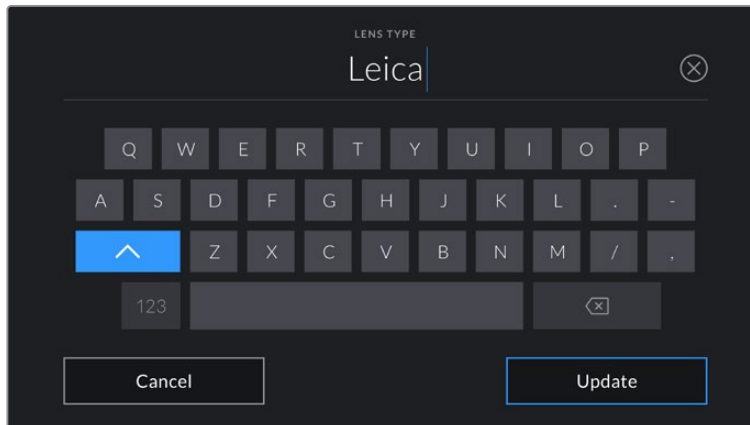 LENS TYPE
Leica
Q W E R T Y U I O P
A S D F G H J K L . -
Z X C V B N M / ,
123
Cancel Update